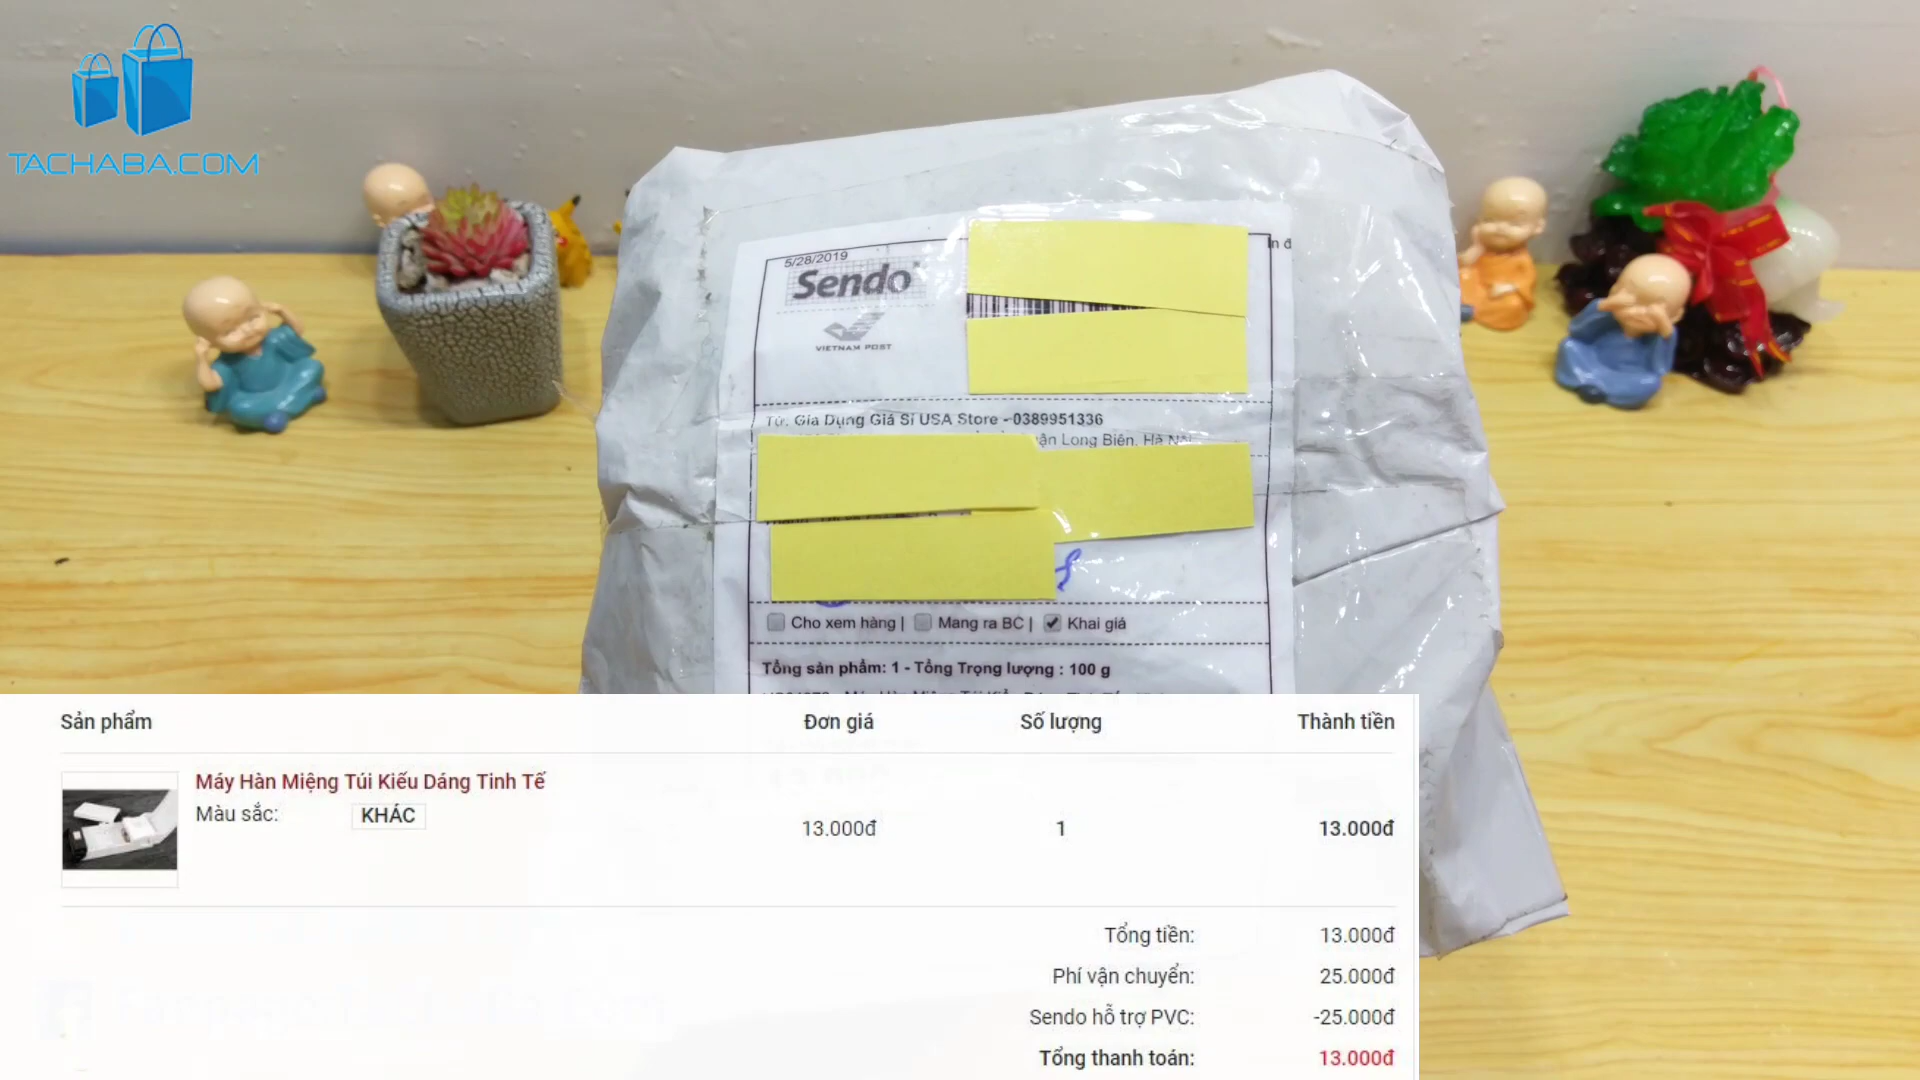 TACHABA.COM
5/28/2019
Sendo
VIETNAM POST
In đ
Từ: Gia Dụng Giá Sỉ USA Store - 0389951336
Long Biên, Hà Nội
Cho xem hàng | Mang ra BC | Khai giá
Tổng sản phẩm: 1 - Tổng Trọng lượng : 100 g
Sản phẩm Đơn giá Số lượng Thành tiền
Máy Hàn Miệng Túi Kiểu Dáng Tinh Tế
Màu sắc: KHÁC
13.000đ 1 13.000đ
Tổng tiền: 13.000đ
Phí vận chuyển: 25.000đ
Sendo hỗ trợ PVC: -25.000đ
Tổng thanh toán: 13.000đ